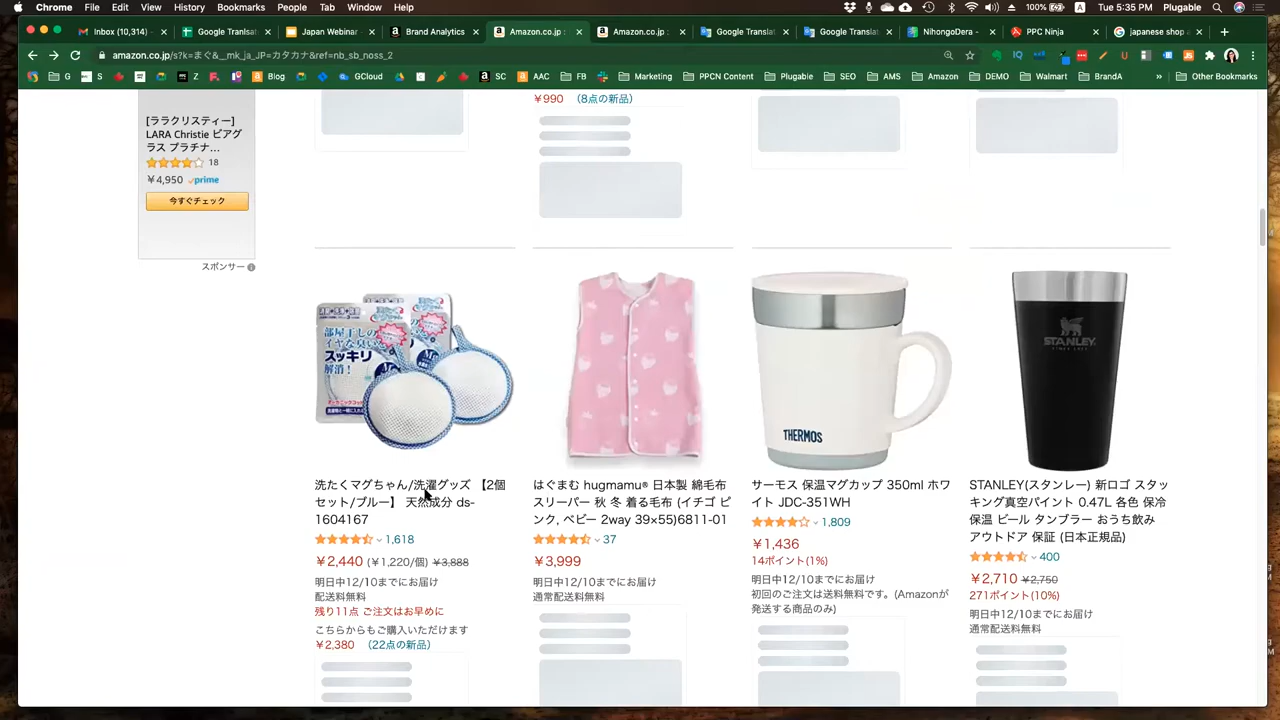 Chrome File Edit View History Bookmarks People Tab Window Help
100% Tue 5:35 PM Plugable
Inbox (10,314) Google Translat Japan Webinar Brand Analytics Amazon.co.jp : Amazon.co.jp : Google Translat Google Translat NihongoDera PPC Ninja japanese shop
amazon.co.jp/s?k=まぐ&__mk_ja_JP=カタカナ&ref=nb_sb_noss_2
G S Z Blog GCloud SC AAC FB Marketing PPCN Content Plugable SEO AMS Amazon DEMO Walmart BrandA Other Bookmarks
[ララクリスティー]
LARA Christie ピアグ
ラス プラチナ…
18
￥4,950 prime
今すぐチェック
スポンサー
￥990 （8点の新品）
部屋干しの
イヤな臭い
スッキリ
解消！
THERMOS
STANLEY
洗たくマグちゃん/洗濯グッズ 【2個
セット/ブルー】 天然成分 ds-
1604167
1,618
￥2,440 (￥1,220/個) ￥3,888
明日中12/10までにお届け
配送料無料
残り11点 ご注文はお早めに
こちらからもご購入いただけます
￥2,380 （22点の新品）
はぐまむ hugmamu® 日本製 綿毛布
スリーパー 秋 冬 着る毛布 (イチゴ ピ
ンク, ベビー 2way 39×55)6811-01
37
￥3,999
明日中12/10までにお届け
通常配送料無料
サーモス 保温マグカップ 350ml ホワ
イト JDC-351WH
1,809
￥1,436
14ポイント(1%)
明日中12/10までにお届け
初回のご注文は送料無料です。(Amazonが
発送する商品のみ)
STANLEY(スタンレー) 新ロゴ スタッ
キング真空パイント 0.47L 各色 保冷
保温 ビール タンブラー おうち飲み
アウトドア 保証 (日本正規品)
400
￥2,710 ￥2,750
271ポイント(10%)
明日中12/10までにお届け
通常配送料無料